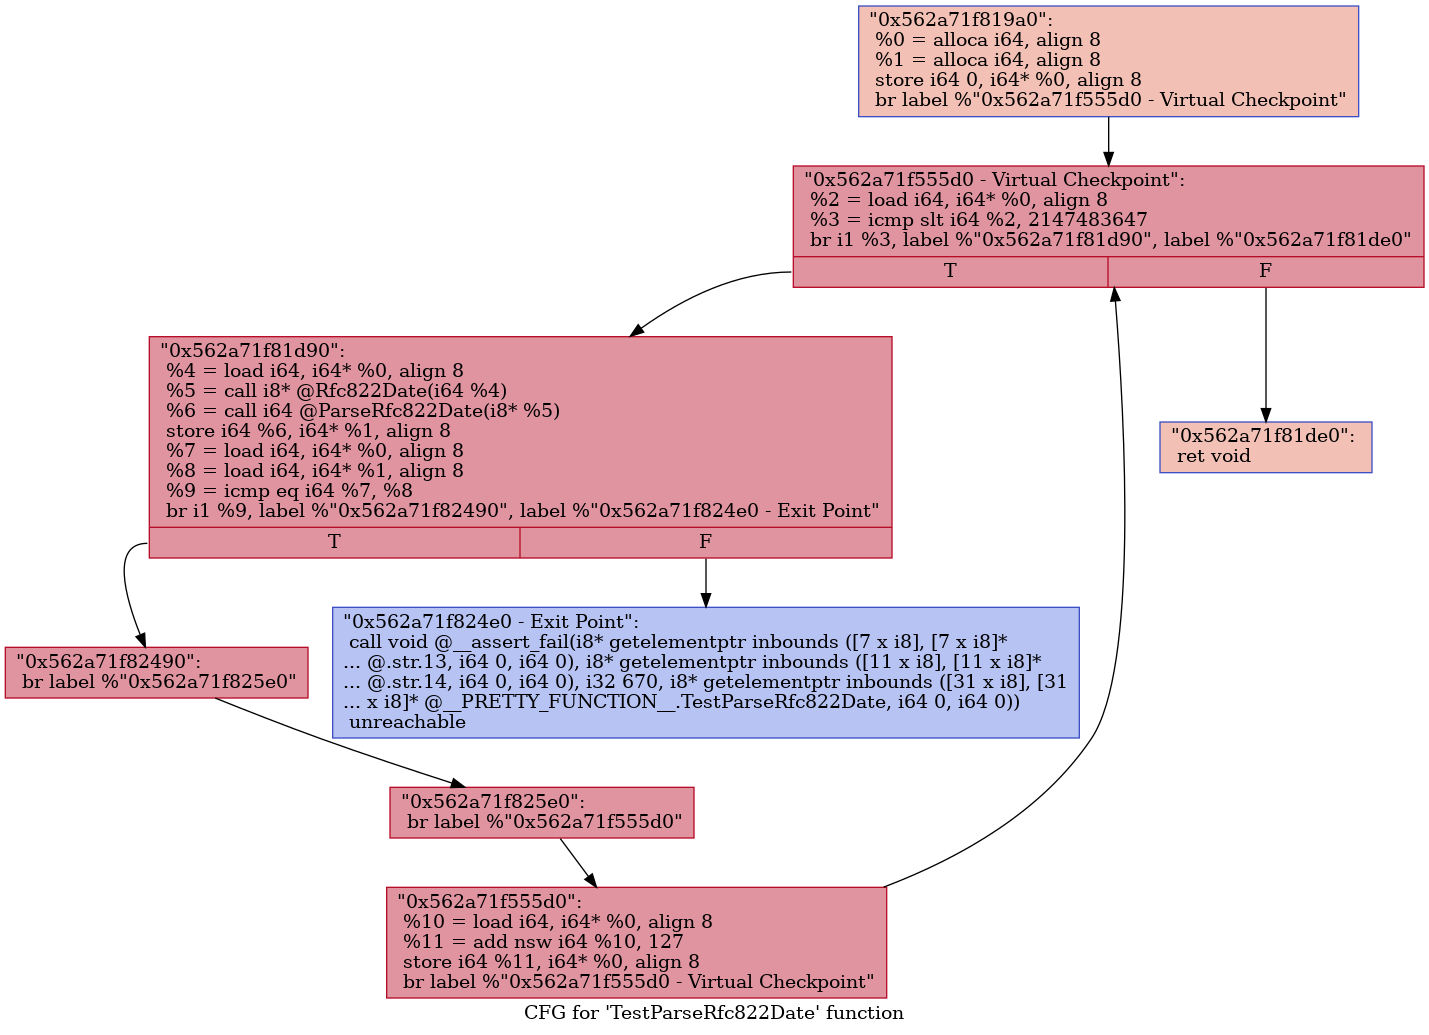 "0x562a71f819a0":
%0 = alloca i64, align 8
%1 = alloca i64, align 8
store i64 0, i64* %0, align 8
br label %"0x562a71f555d0 - Virtual Checkpoint"
"0x562a71f555d0 - Virtual Checkpoint":
%2 = load i64, i64* %0, align 8
%3 = icmp slt i64 %2, 2147483647
br i1 %3, label %"0x562a71f81d90", label %"0x562a71f81de0"
T
F
"0x562a71f81d90":
%4 = load i64, i64* %0, align 8
%5 = call i8* @Rfc822Date(i64 %4)
%6 = call i64 @ParseRfc822Date(i8* %5)
store i64 %6, i64* %1, align 8
%7 = load i64, i64* %0, align 8
%8 = load i64, i64* %1, align 8
%9 = icmp eq i64 %7, %8
br i1 %9, label %"0x562a71f82490", label %"0x562a71f824e0 - Exit Point"
T
F
"0x562a71f81de0":
ret void
"0x562a71f824e0 - Exit Point":
call void @__assert_fail(i8* getelementptr inbounds ([7 x i8], [7 x i8]*
... @.str.13, i64 0, i64 0), i8* getelementptr inbounds ([11 x i8], [11 x i8]*
... @.str.14, i64 0, i64 0), i32 670, i8* getelementptr inbounds ([31 x i8], [31
... x i8]* @__PRETTY_FUNCTION__.TestParseRfc822Date, i64 0, i64 0))
unreachable
"0x562a71f82490":
br label %"0x562a71f825e0"
"0x562a71f825e0":
br label %"0x562a71f555d0"
"0x562a71f555d0":
%10 = load i64, i64* %0, align 8
%11 = add nsw i64 %10, 127
store i64 %11, i64* %0, align 8
br label %"0x562a71f555d0 - Virtual Checkpoint"
CFG for 'TestParseRfc822Date' function